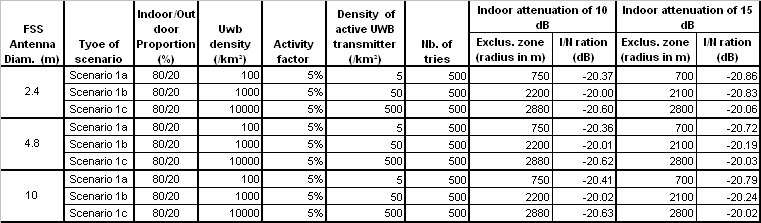 FSS Antenna Diam. (m) Tyoe of scenario Indoor/Out door Proportion (%) Uwb density (/km²) Activity factor Density of active UWB transmitter (/km²) Nb. of tries Indoor attenuation of 10 dB Indoor attenuation of 15 dB
Exclus. zone (radius in m) I/N ration (dB) Exclus. zone (radius in m) I/N ration (dB)
2.4 Scenario 1a 80/20 100 5% 5 500 750 -20.37 700 -20.86
Scenario 1b 80/20 1000 5% 50 500 2200 -20.00 2100 -20.83
Scenario 1c 80/20 10000 5% 500 500 2880 -20.60 2800 -20.06
4.8 Scenario 1a 80/20 100 5% 5 500 750 -20.36 700 -20.72
Scenario 1b 80/20 1000 5% 50 500 2200 -20.01 2100 -20.19
Scenario 1c 80/20 10000 5% 500 500 2880 -20.62 2800 -20.03
10 Scenario 1a 80/20 100 5% 5 500 750 -20.41 700 -20.79
Scenario 1b 80/20 1000 5% 50 500 2200 -20.02 2100 -20.24
Scenario 1c 80/20 10000 5% 500 500 2880 -20.63 2800 -20.02